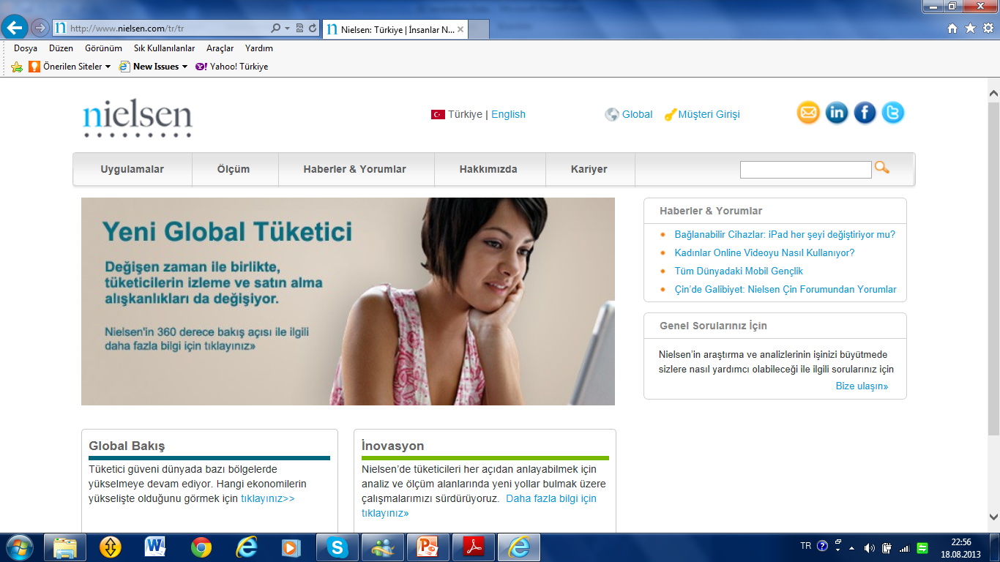 http://www.nielsen.com/tr/tr
Nielsen: Türkiye | İnsanlar N...
Dosya Düzen Görünüm Sık Kullanılanlar Araçlar Yardım
Önerilen Siteler New Issues Yahoo! Türkiye
nielsen
Türkiye | English
Global Müşteri Girişi
Uygulamalar Ölçüm Haberler & Yorumlar Hakkımızda Kariyer
Yeni Global Tüketici
Değişen zaman ile birlikte,
tüketicilerin izleme ve satın alma
alışkanlıkları da değişiyor.
Nielsen'in 360 derece bakış açısı ile ilgili
daha fazla bilgi için tıklayınız»
Haberler & Yorumlar
Bağlanabilir Cihazlar: iPad her şeyi değiştiriyor mu?
Kadınlar Online Videoyu Nasıl Kullanıyor?
Tüm Dünyadaki Mobil Gençlik
Çin’de Galibiyet: Nielsen Çin Forumundan Yorumlar
Genel Sorularınız İçin
Nielsen’in araştırma ve analizlerinin işinizi büyütmede
sizlere nasıl yardımcı olabileceği ile ilgili sorularınız için
Bize ulaşın»
Global Bakış
Tüketici güveni dünyada bazı bölgelerde
yükselmeye devam ediyor. Hangi ekonomilerin
yükselişte olduğunu görmek için tıklayınız>>
İnovasyon
Nielsen’de tüketicileri her açıdan anlayabilmek için
analiz ve ölçüm alanlarında yeni yollar bulmak üzere
çalışmalarımızı sürdürüyoruz. Daha fazla bilgi için
tıklayınız»
TR
22:56
18.08.2013